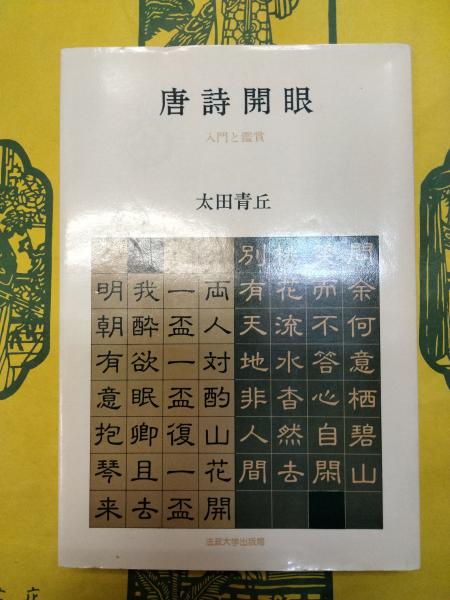 唐詩開眼
入門と鑑賞
太田青丘
問余何意栖碧山
笑而不答心自閑
桃花流水杳然去
別有天地非人間
両人対酌山花開
一盃一盃復一盃
我酔欲眠卿且去
明朝有意抱琴来
法政大学出版局